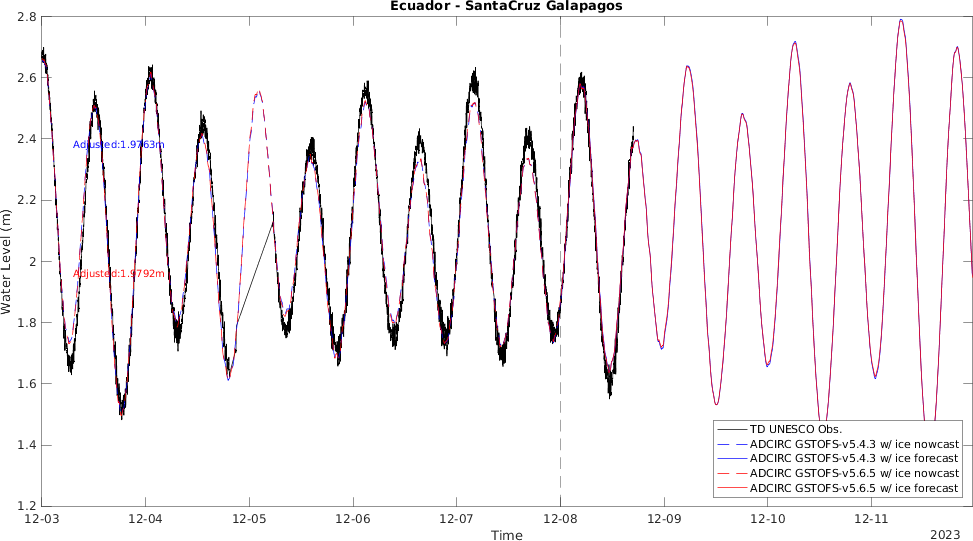 Ecuador - SantaCruz Galapagos
Water Level (m)
2.8
2.6
2.4
2.2
2
1.8
1.6
1.4
1.2
Adjusted:1.9763m
Adjusted:1.9792m
TD UNESCO Obs.
ADCIRC GSTOFS-v5.4.3 w/ ice nowcast
ADCIRC GSTOFS-v5.4.3 w/ ice forecast
ADCIRC GSTOFS-v5.6.5 w/ ice nowcast
ADCIRC GSTOFS-v5.6.5 w/ ice forecast
12-03 12-04 12-05 12-06 12-07 12-08 12-09 12-10 12-11
Time
2023